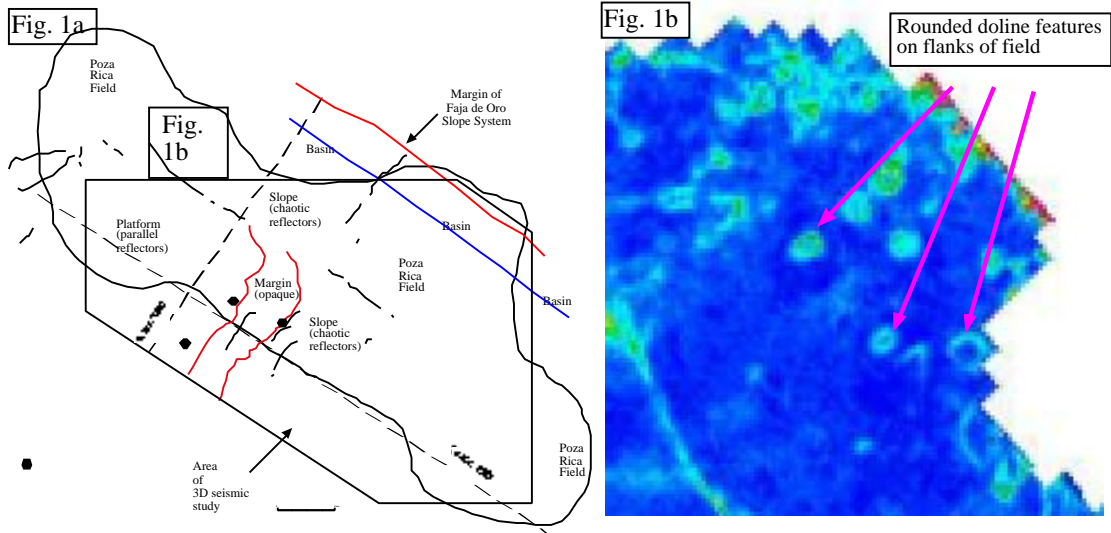 Fig. 1a
Poza
Rica
Field
Fig.
1b
Margin of
Faja de Oro
Slope System
Basin
Platform
(parallel
reflectors)
Slope
(chaotic
reflectors)
Basin
Poza
Rica
Field
Margin
(opaque)
Basin
Slope
(chaotic
reflectors)
Area
of
3D seismic
study
Poza
Rica
Field
Fig. 1b
Rounded doline features
on flanks of field